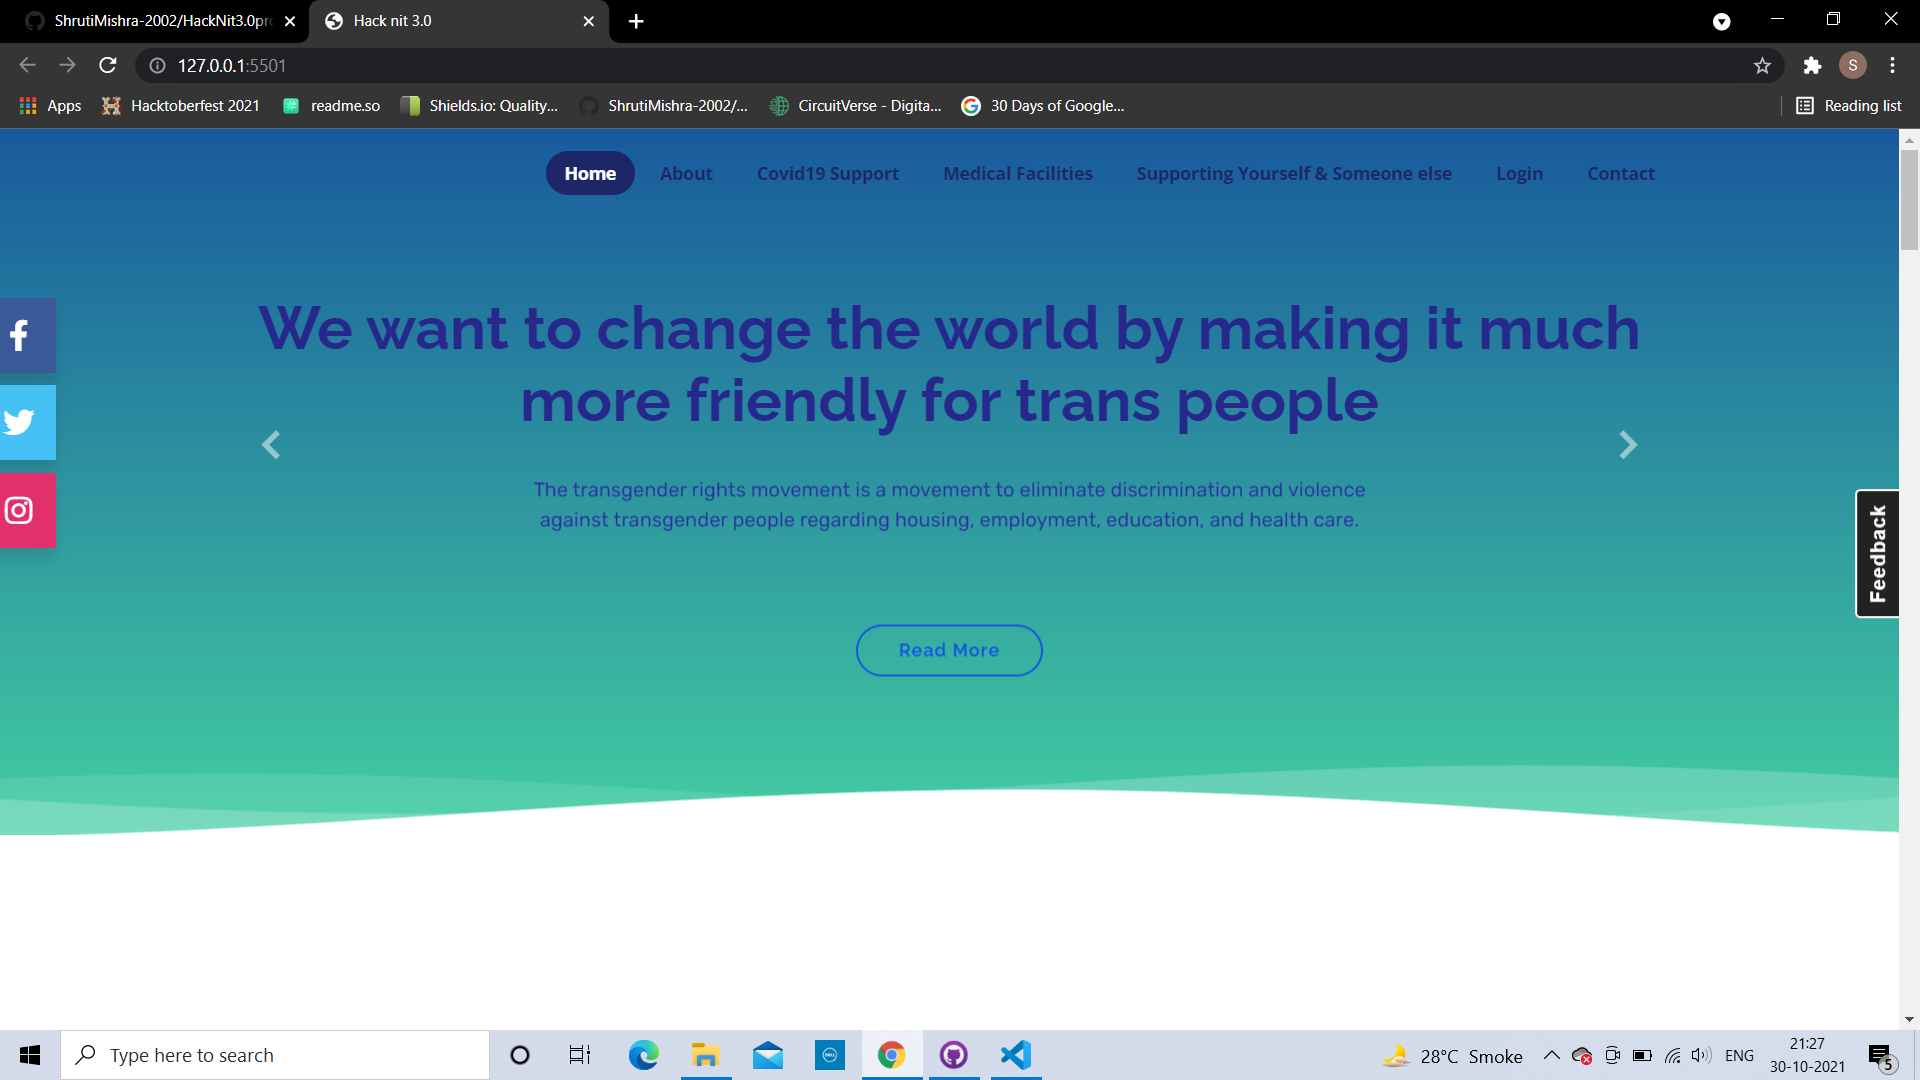 ShrutiMishra-2002/HackNit3.0pro
Hack nit 3.0
127.0.0.1:5501
S
Apps
Hacktoberfest 2021
readme.so
Shields.io: Quality...
ShrutiMishra-2002/...
CircuitVerse - Digita...
30 Days of Google...
Reading list
Home
About
Covid19 Support
Medical Facilities
Supporting Yourself & Someone else
Login
Contact
We want to change the world by making it much
more friendly for trans people
The transgender rights movement is a movement to eliminate discrimination and violence
against transgender people regarding housing, employment, education, and health care.
Feedback
Read More
Type here to search
DELL
28°C Smoke
ENG
21:27
30-10-2021
5